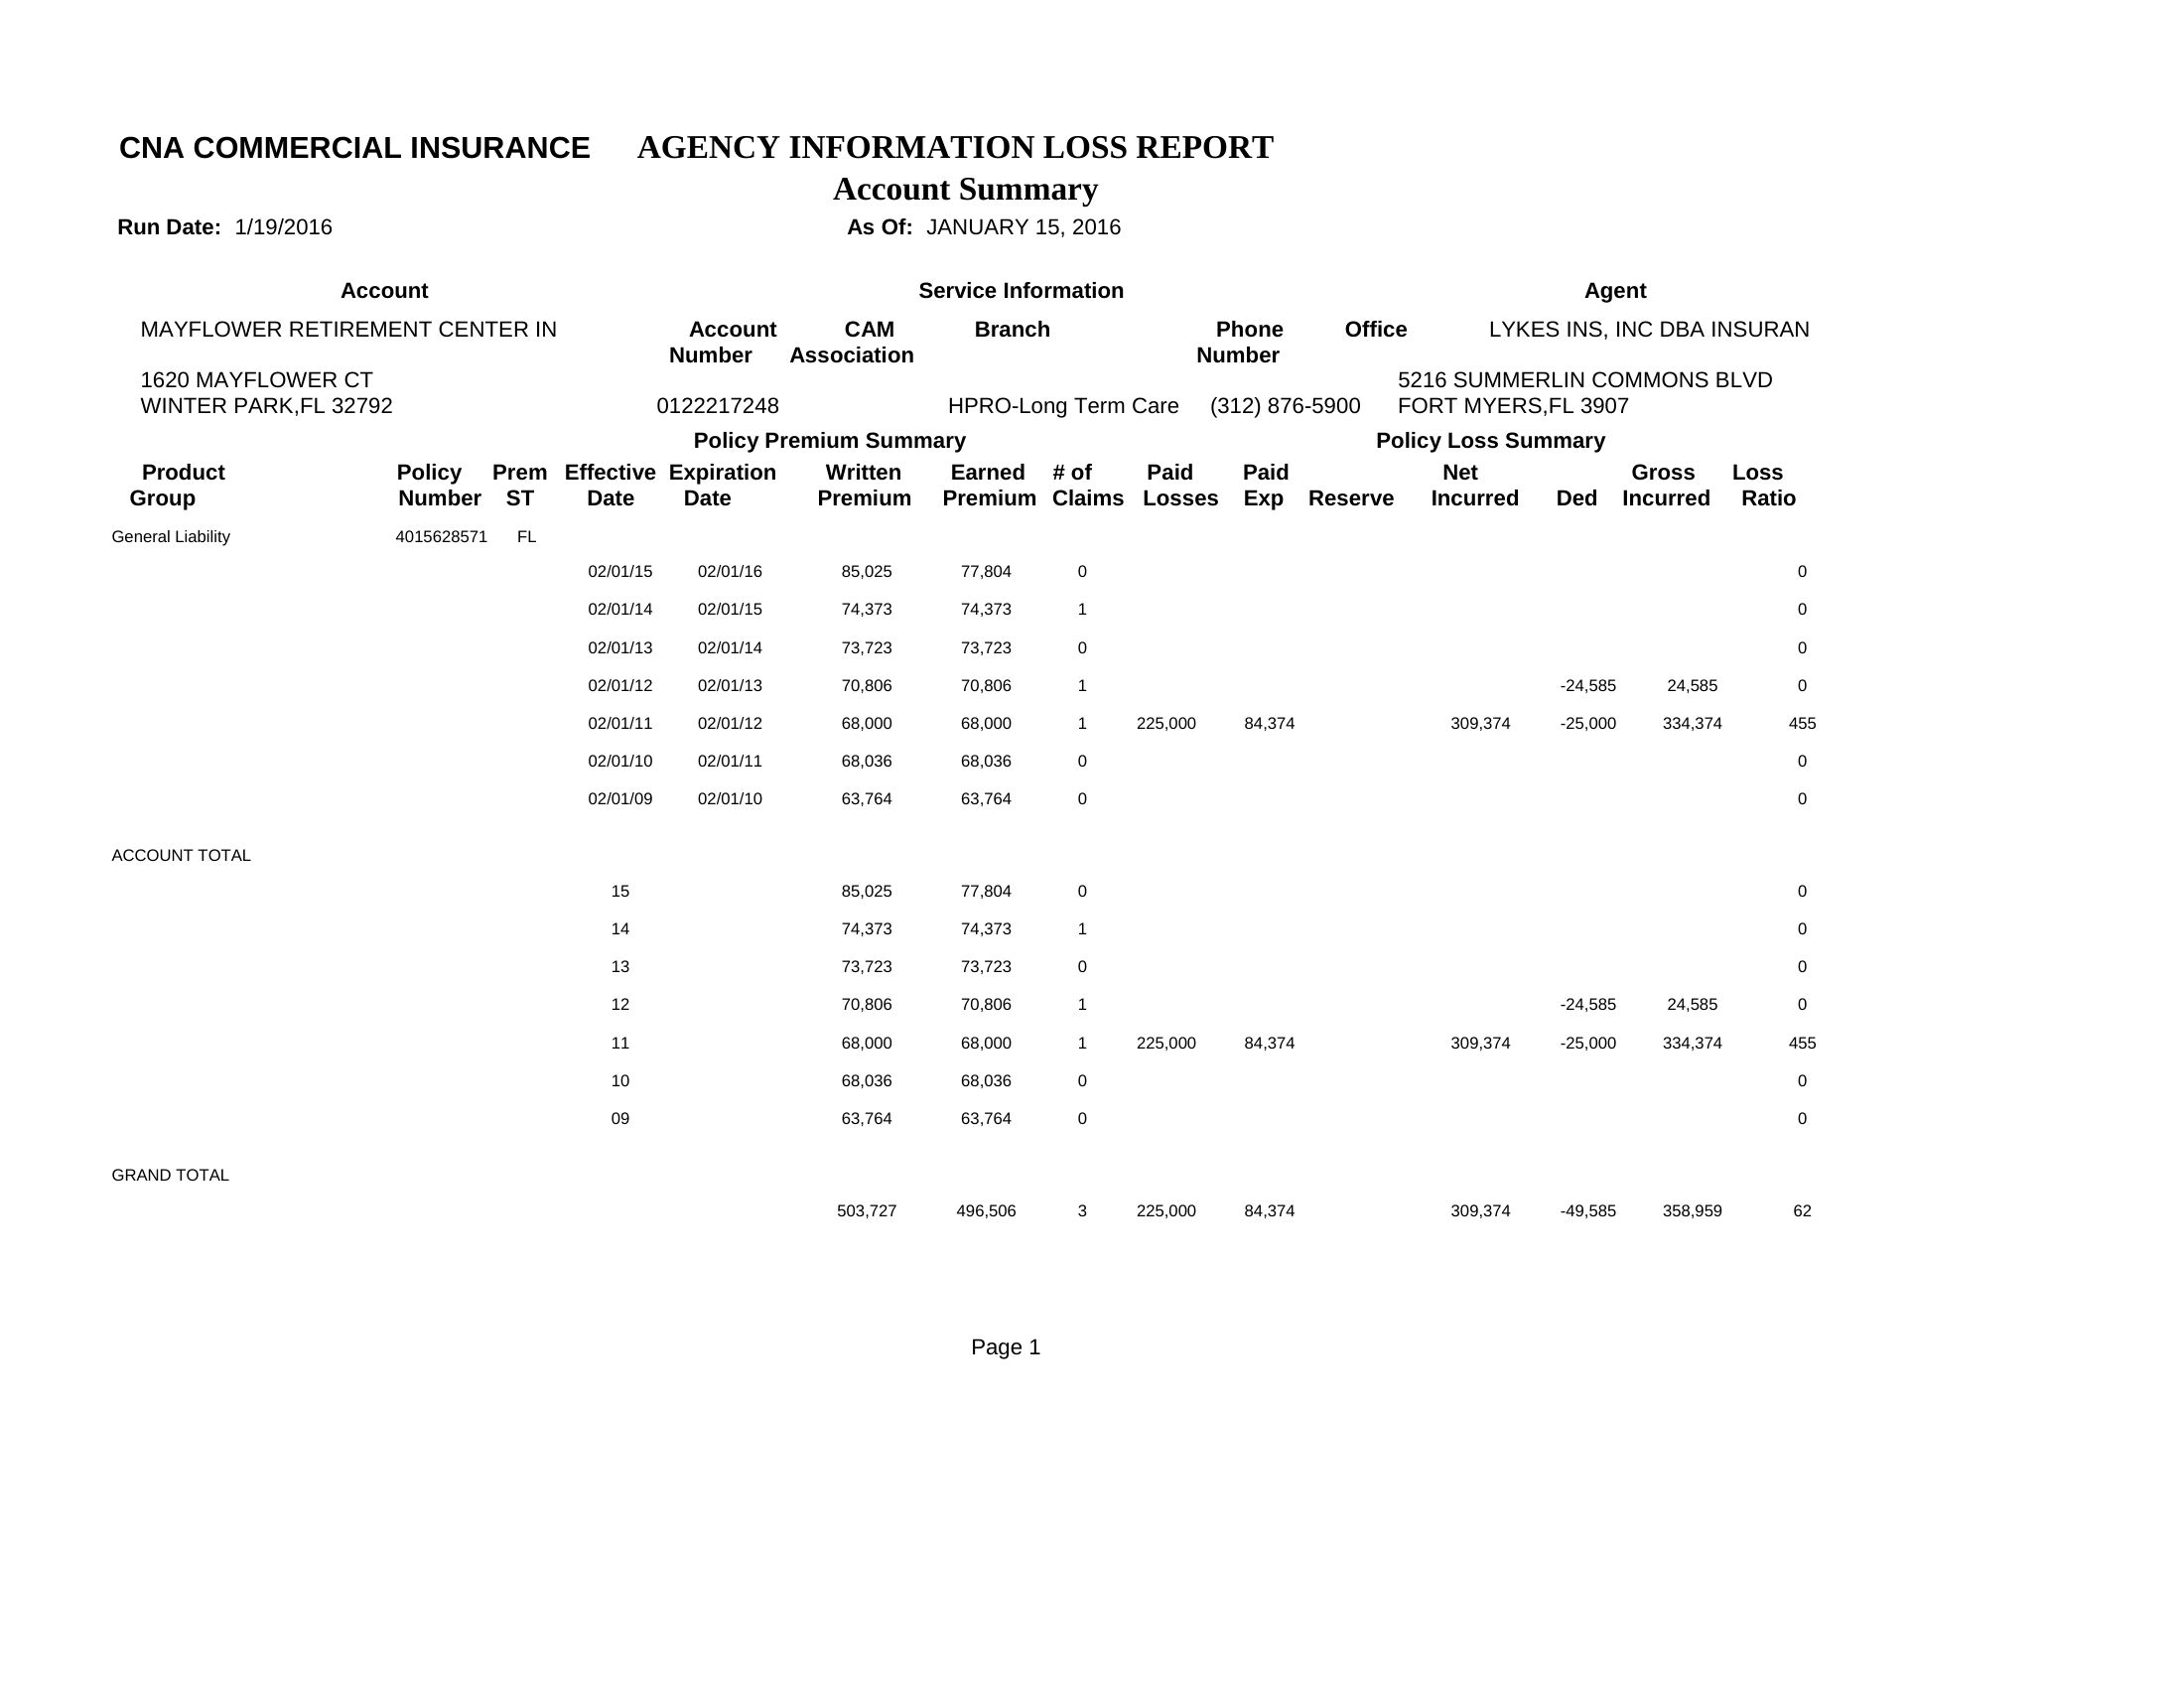 CNA COMMERCIAL INSURANCE AGENCY INFORMATION LOSS REPORT
Account Summary
Run Date: 1/19/2016 As Of: JANUARY 15, 2016
Account Service Information Agent
MAYFLOWER RETIREMENT CENTER IN Account CAM Branch Phone Office LYKES INS, INC DBA INSURAN
Number Association Number
1620 MAYFLOWER CT 5216 SUMMERLIN COMMONS BLVD
WINTER PARK,FL 32792 0122217248 HPRO-Long Term Care (312) 876-5900 FORT MYERS,FL 3907
Policy Premium Summary Policy Loss Summary
Product Policy Prem Effective Expiration Written Earned # of Paid Paid Net Gross Loss
Group Number ST Date Date Premium Premium Claims Losses Exp Reserve Incurred Ded Incurred Ratio
General Liability 4015628571 FL
02/01/15 02/01/16 85,025 77,804 0 0
02/01/14 02/01/15 74,373 74,373 1 0
02/01/13 02/01/14 73,723 73,723 0 0
02/01/12 02/01/13 70,806 70,806 1 -24,585 24,585 0
02/01/11 02/01/12 68,000 68,000 1 225,000 84,374 309,374 -25,000 334,374 455
02/01/10 02/01/11 68,036 68,036 0 0
02/01/09 02/01/10 63,764 63,764 0 0
ACCOUNT TOTAL
15 85,025 77,804 0 0
14 74,373 74,373 1 0
13 73,723 73,723 0 0
12 70,806 70,806 1 -24,585 24,585 0
11 68,000 68,000 1 225,000 84,374 309,374 -25,000 334,374 455
10 68,036 68,036 0 0
09 63,764 63,764 0 0
GRAND TOTAL
503,727 496,506 3 225,000 84,374 309,374 -49,585 358,959 62
Page 1